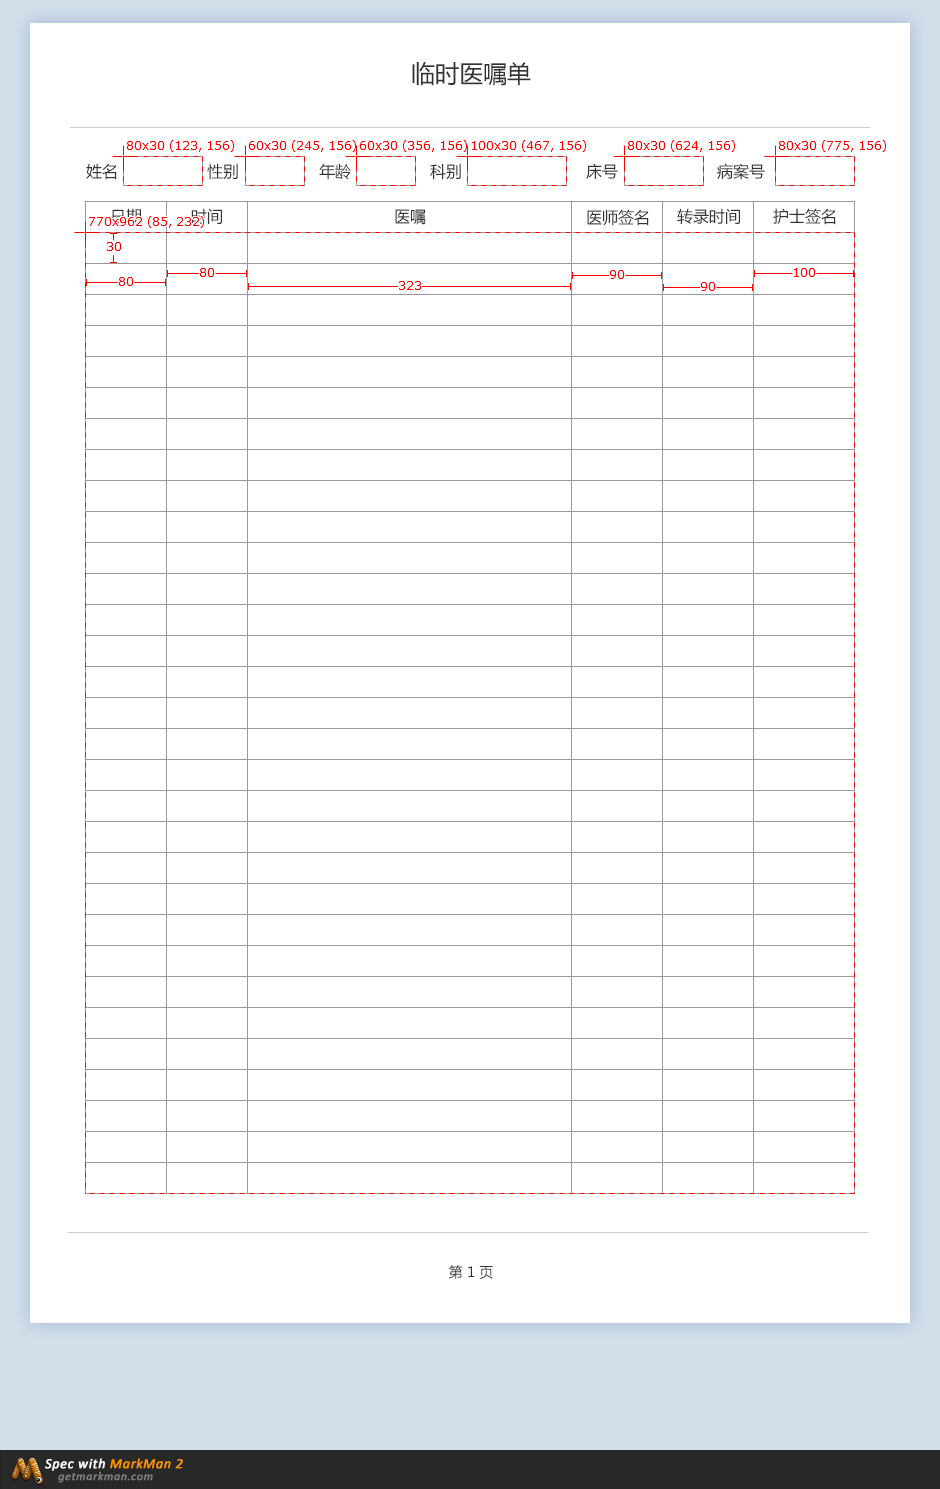 临时医嘱单
80x30 (123, 156) 60x30 (245, 156) 60x30 (356, 156) 100x30 (467, 156) 80x30 (624, 156) 80x30 (775, 156)
姓名 性别 年龄 科别 床号 病案号
日期 时间 医嘱 医师签名 转录时间 护士签名
770x962 (85, 232)
30
80 80 323 90 90 100
第 1 页
Spec with MarkMan 2
getmarkman.com